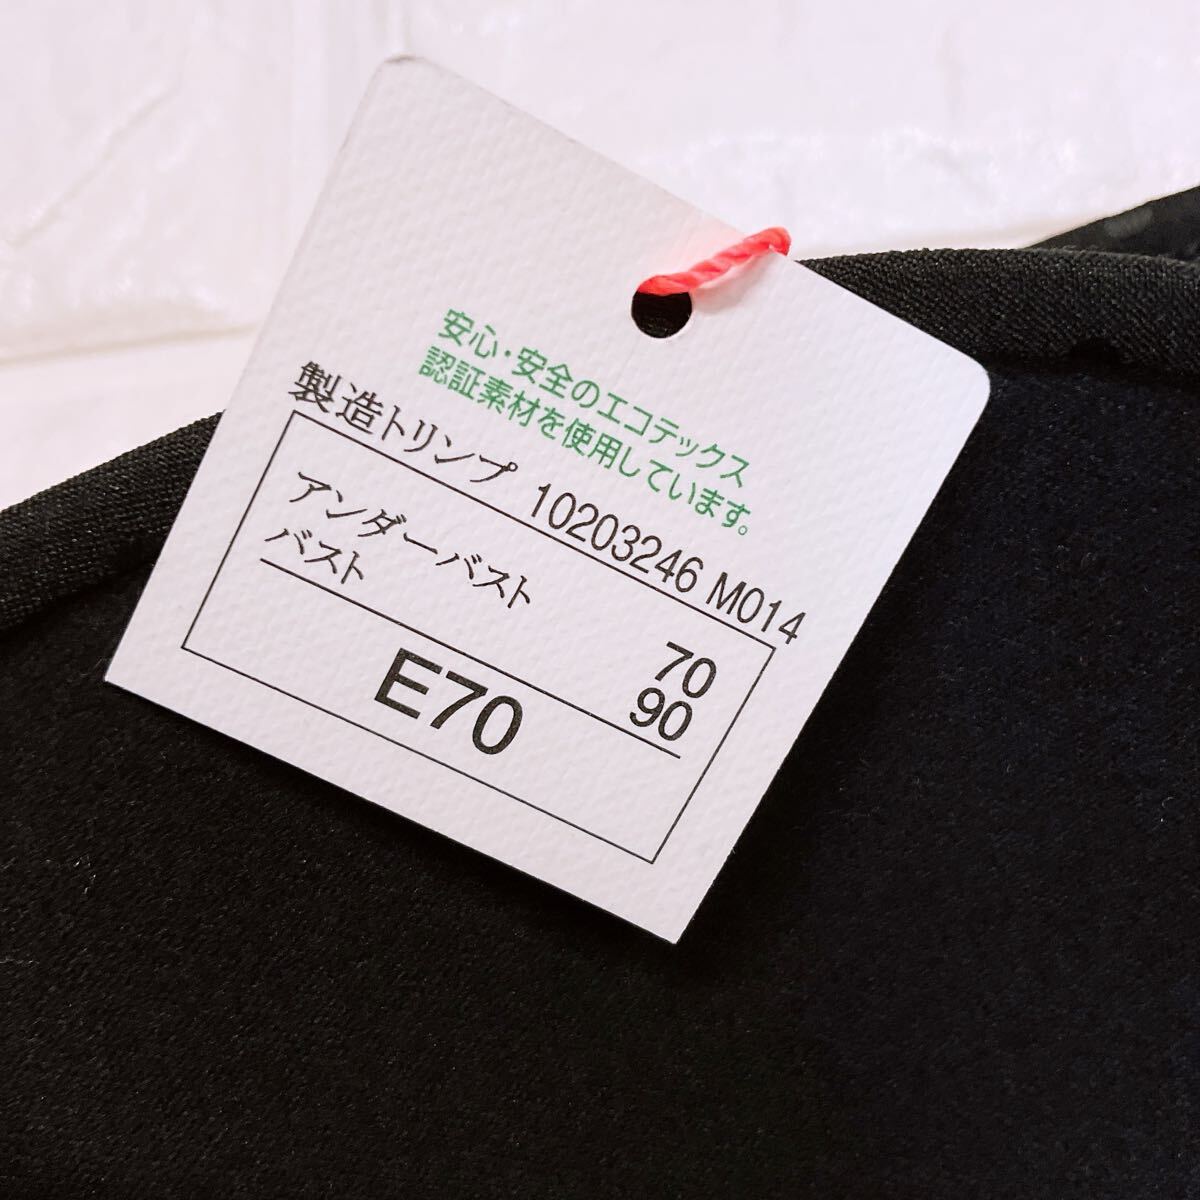 安心・安全のエコテックス
認証素材を使用しています。
製造トリンプ 10203246 M014
アンダーバスト 70
バスト 90
E70